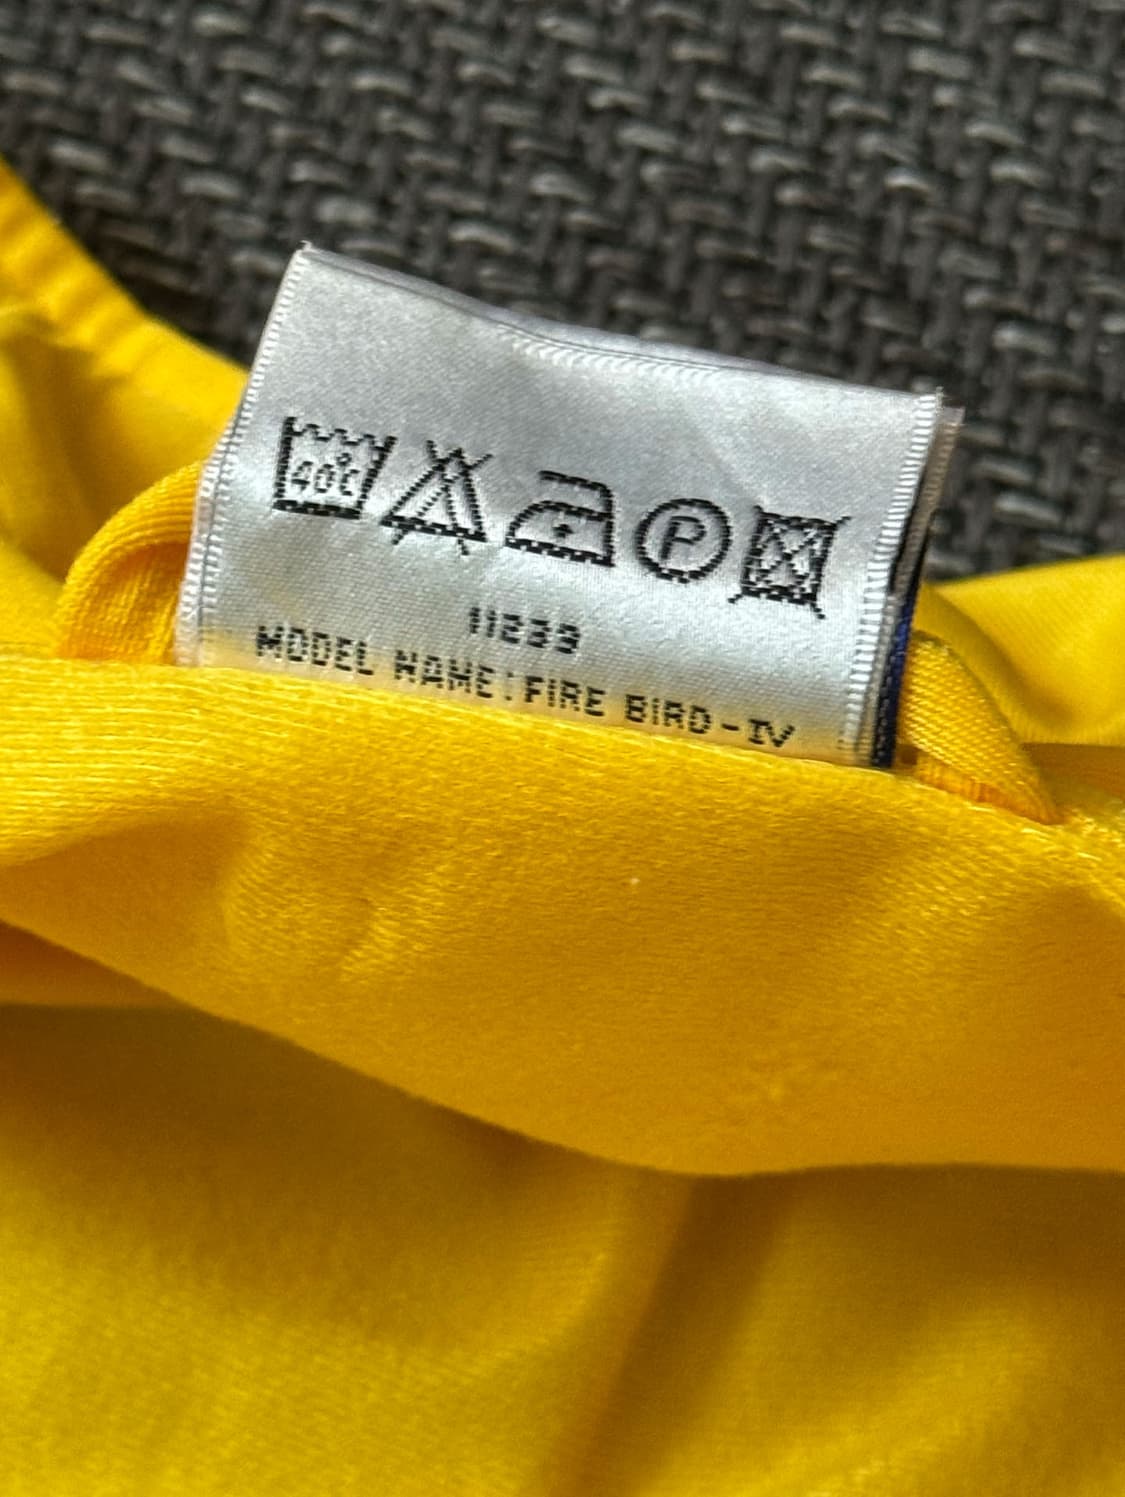 40°C P
11239
MODEL NAME:FIRE BIRD-IV